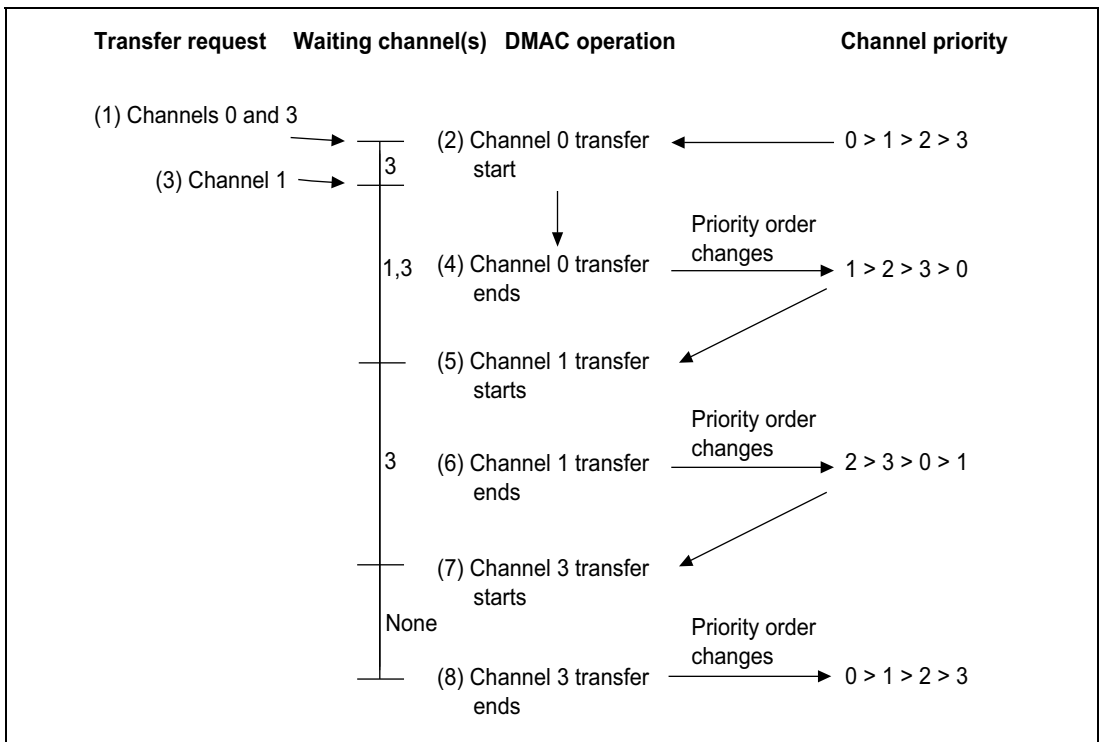 Transfer request Waiting channel(s) DMAC operation Channel priority
(1) Channels 0 and 3
(2) Channel 0 transfer
start
0 > 1 > 2 > 3
3
(3) Channel 1
Priority order
changes
1,3
(4) Channel 0 transfer
ends
1 > 2 > 3 > 0
(5) Channel 1 transfer
starts
Priority order
changes
3
(6) Channel 1 transfer
ends
2 > 3 > 0 > 1
(7) Channel 3 transfer
starts
None
Priority order
changes
(8) Channel 3 transfer
ends
0 > 1 > 2 > 3